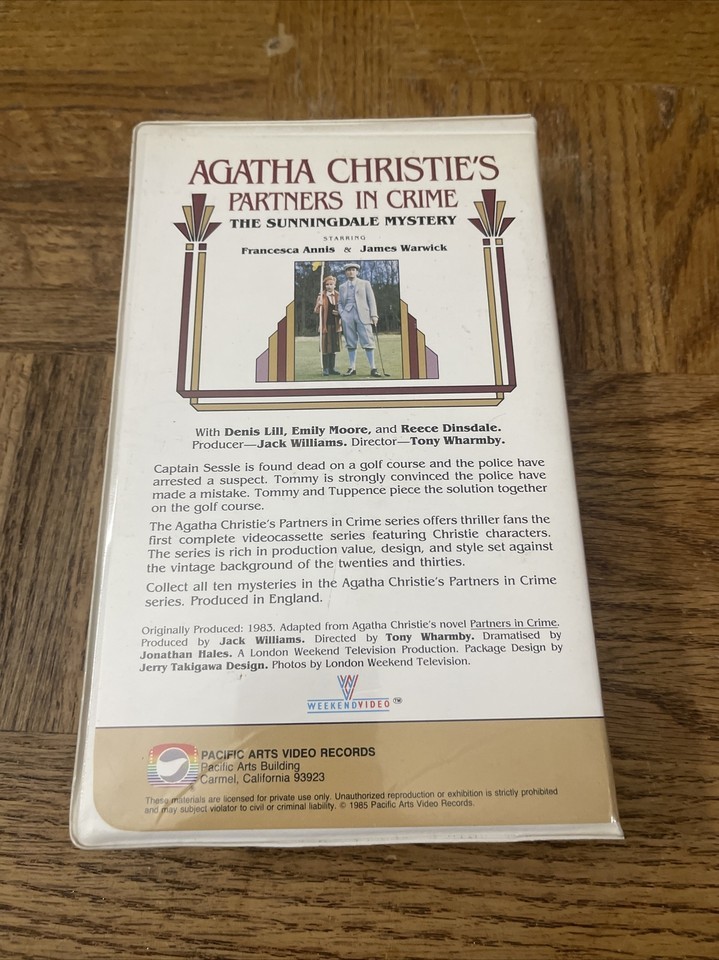 AGATHA CHRISTIE'S
PARTNERS IN CRIME
THE SUNNINGDALE MYSTERY
STARRING
Francesca Annis & James Warwick
With Denis Lill, Emily Moore, and Reece Dinsdale.
Producer—Jack Williams. Director—Tony Wharmby.
Captain Sessle is found dead on a golf course and the police have
arrested a suspect. Tommy is strongly convinced the police have
made a mistake. Tommy and Tuppence piece the solution together
on the golf course.
The Agatha Christie's Partners in Crime series offers thriller fans the
first complete videocassette series featuring Christie characters.
The series is rich in production value, design, and style set against
the vintage background of the twenties and thirties.
Collect all ten mysteries in the Agatha Christie's Partners in Crime
series. Produced in England.
Originally Produced: 1983. Adapted from Agatha Christie's novel Partners in Crime.
Produced by Jack Williams. Directed by Tony Wharmby. Dramatised by
Jonathan Hales. A London Weekend Television Production. Package Design by
Jerry Takigawa Design. Photos by London Weekend Television.
WEEKENDVIDEO™
PACIFIC ARTS VIDEO RECORDS
Pacific Arts Building
Carmel, California 93923
These materials are licensed for private use only. Unauthorized reproduction or exhibition is strictly prohibited
and may subject violator to civil or criminal liability. © 1985 Pacific Arts Video Records.